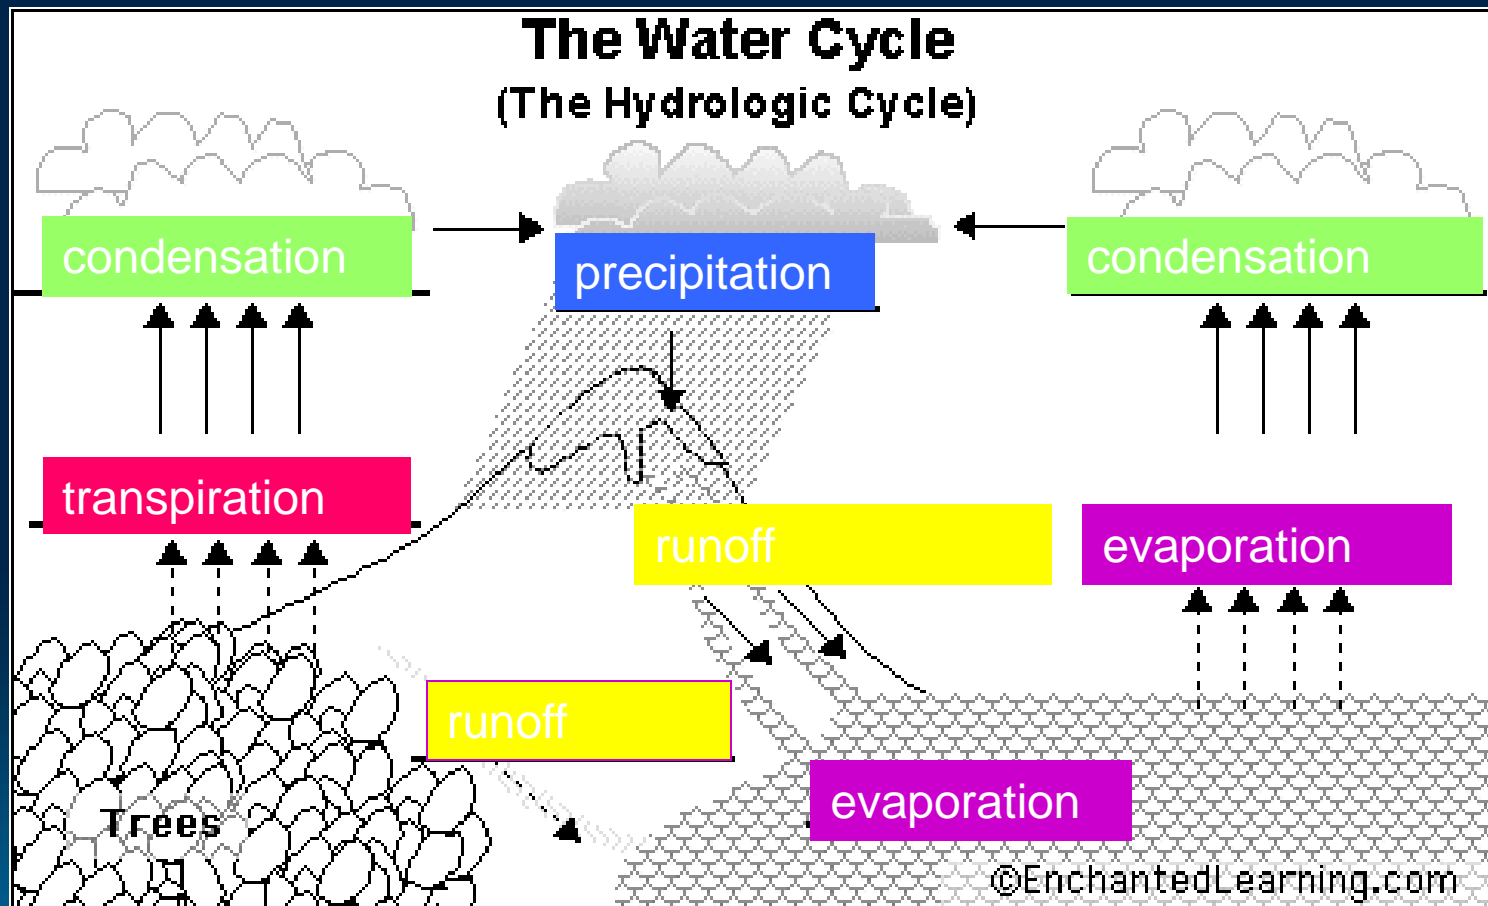 The Water Cycle
(The Hydrologic Cycle)
condensation
precipitation
condensation
transpiration
runoff
evaporation
runoff
evaporation
Trees
©EnchantedLearning.com